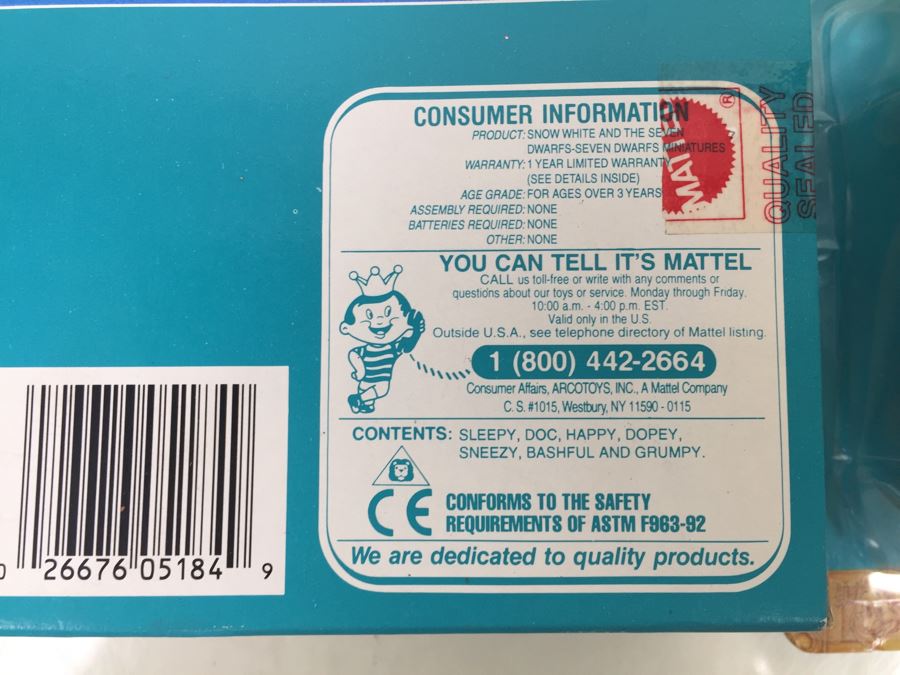 CONSUMER INFORMATION
PRODUCT: SNOW WHITE AND THE SEVEN
DWARFS-SEVEN DWARFS MINIATURES
WARRANTY: 1 YEAR LIMITED WARRANTY
(SEE DETAILS INSIDE)
AGE GRADE: FOR AGES OVER 3 YEARS
ASSEMBLY REQUIRED: NONE
BATTERIES REQUIRED: NONE
OTHER: NONE
MATTEL
®
QUALITY
SEALED
YOU CAN TELL IT'S MATTEL
CALL us toll-free or write with any comments or
questions about our toys or service. Monday through Friday.
10:00 a.m. - 4:00 p.m. EST.
Valid only in the U.S.
Outside U.S.A., see telephone directory of Mattel listing.
1 (800) 442-2664
Consumer Affairs, ARCOTOYS, INC., A Mattel Company
C.S. #1015, Westbury, NY 11590 - 0115
CONTENTS: SLEEPY, DOC, HAPPY, DOPEY,
SNEEZY, BASHFUL AND GRUMPY.
CE CONFORMS TO THE SAFETY
REQUIREMENTS OF ASTM F963-92
We are dedicated to quality products.
0 26676 05184 9